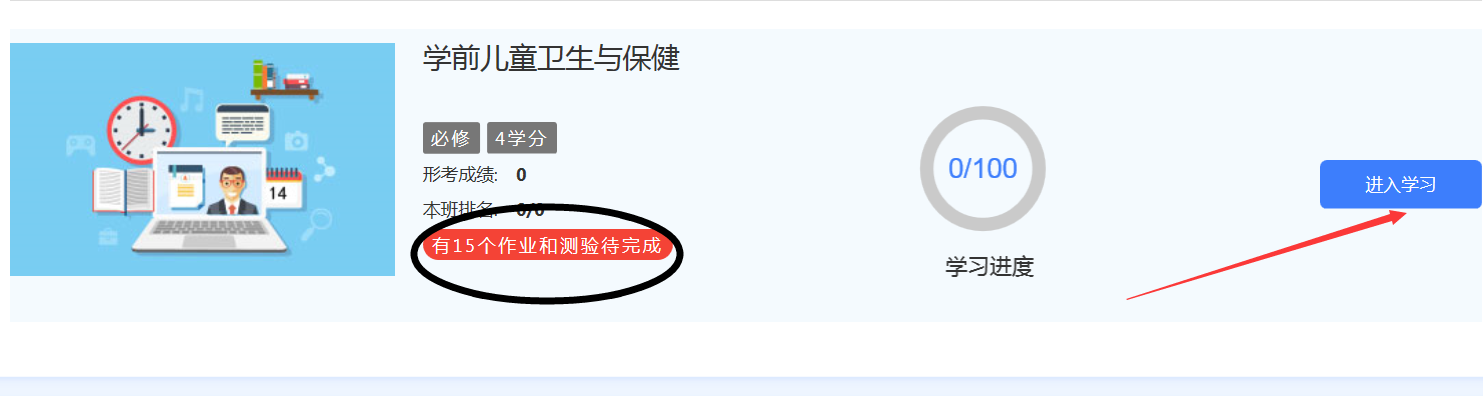 学前儿童卫生与保健
必修 4学分
形考成绩: 0
本班排名: 0/0
有15个作业和测验待完成
0/100
学习进度
进入学习
14